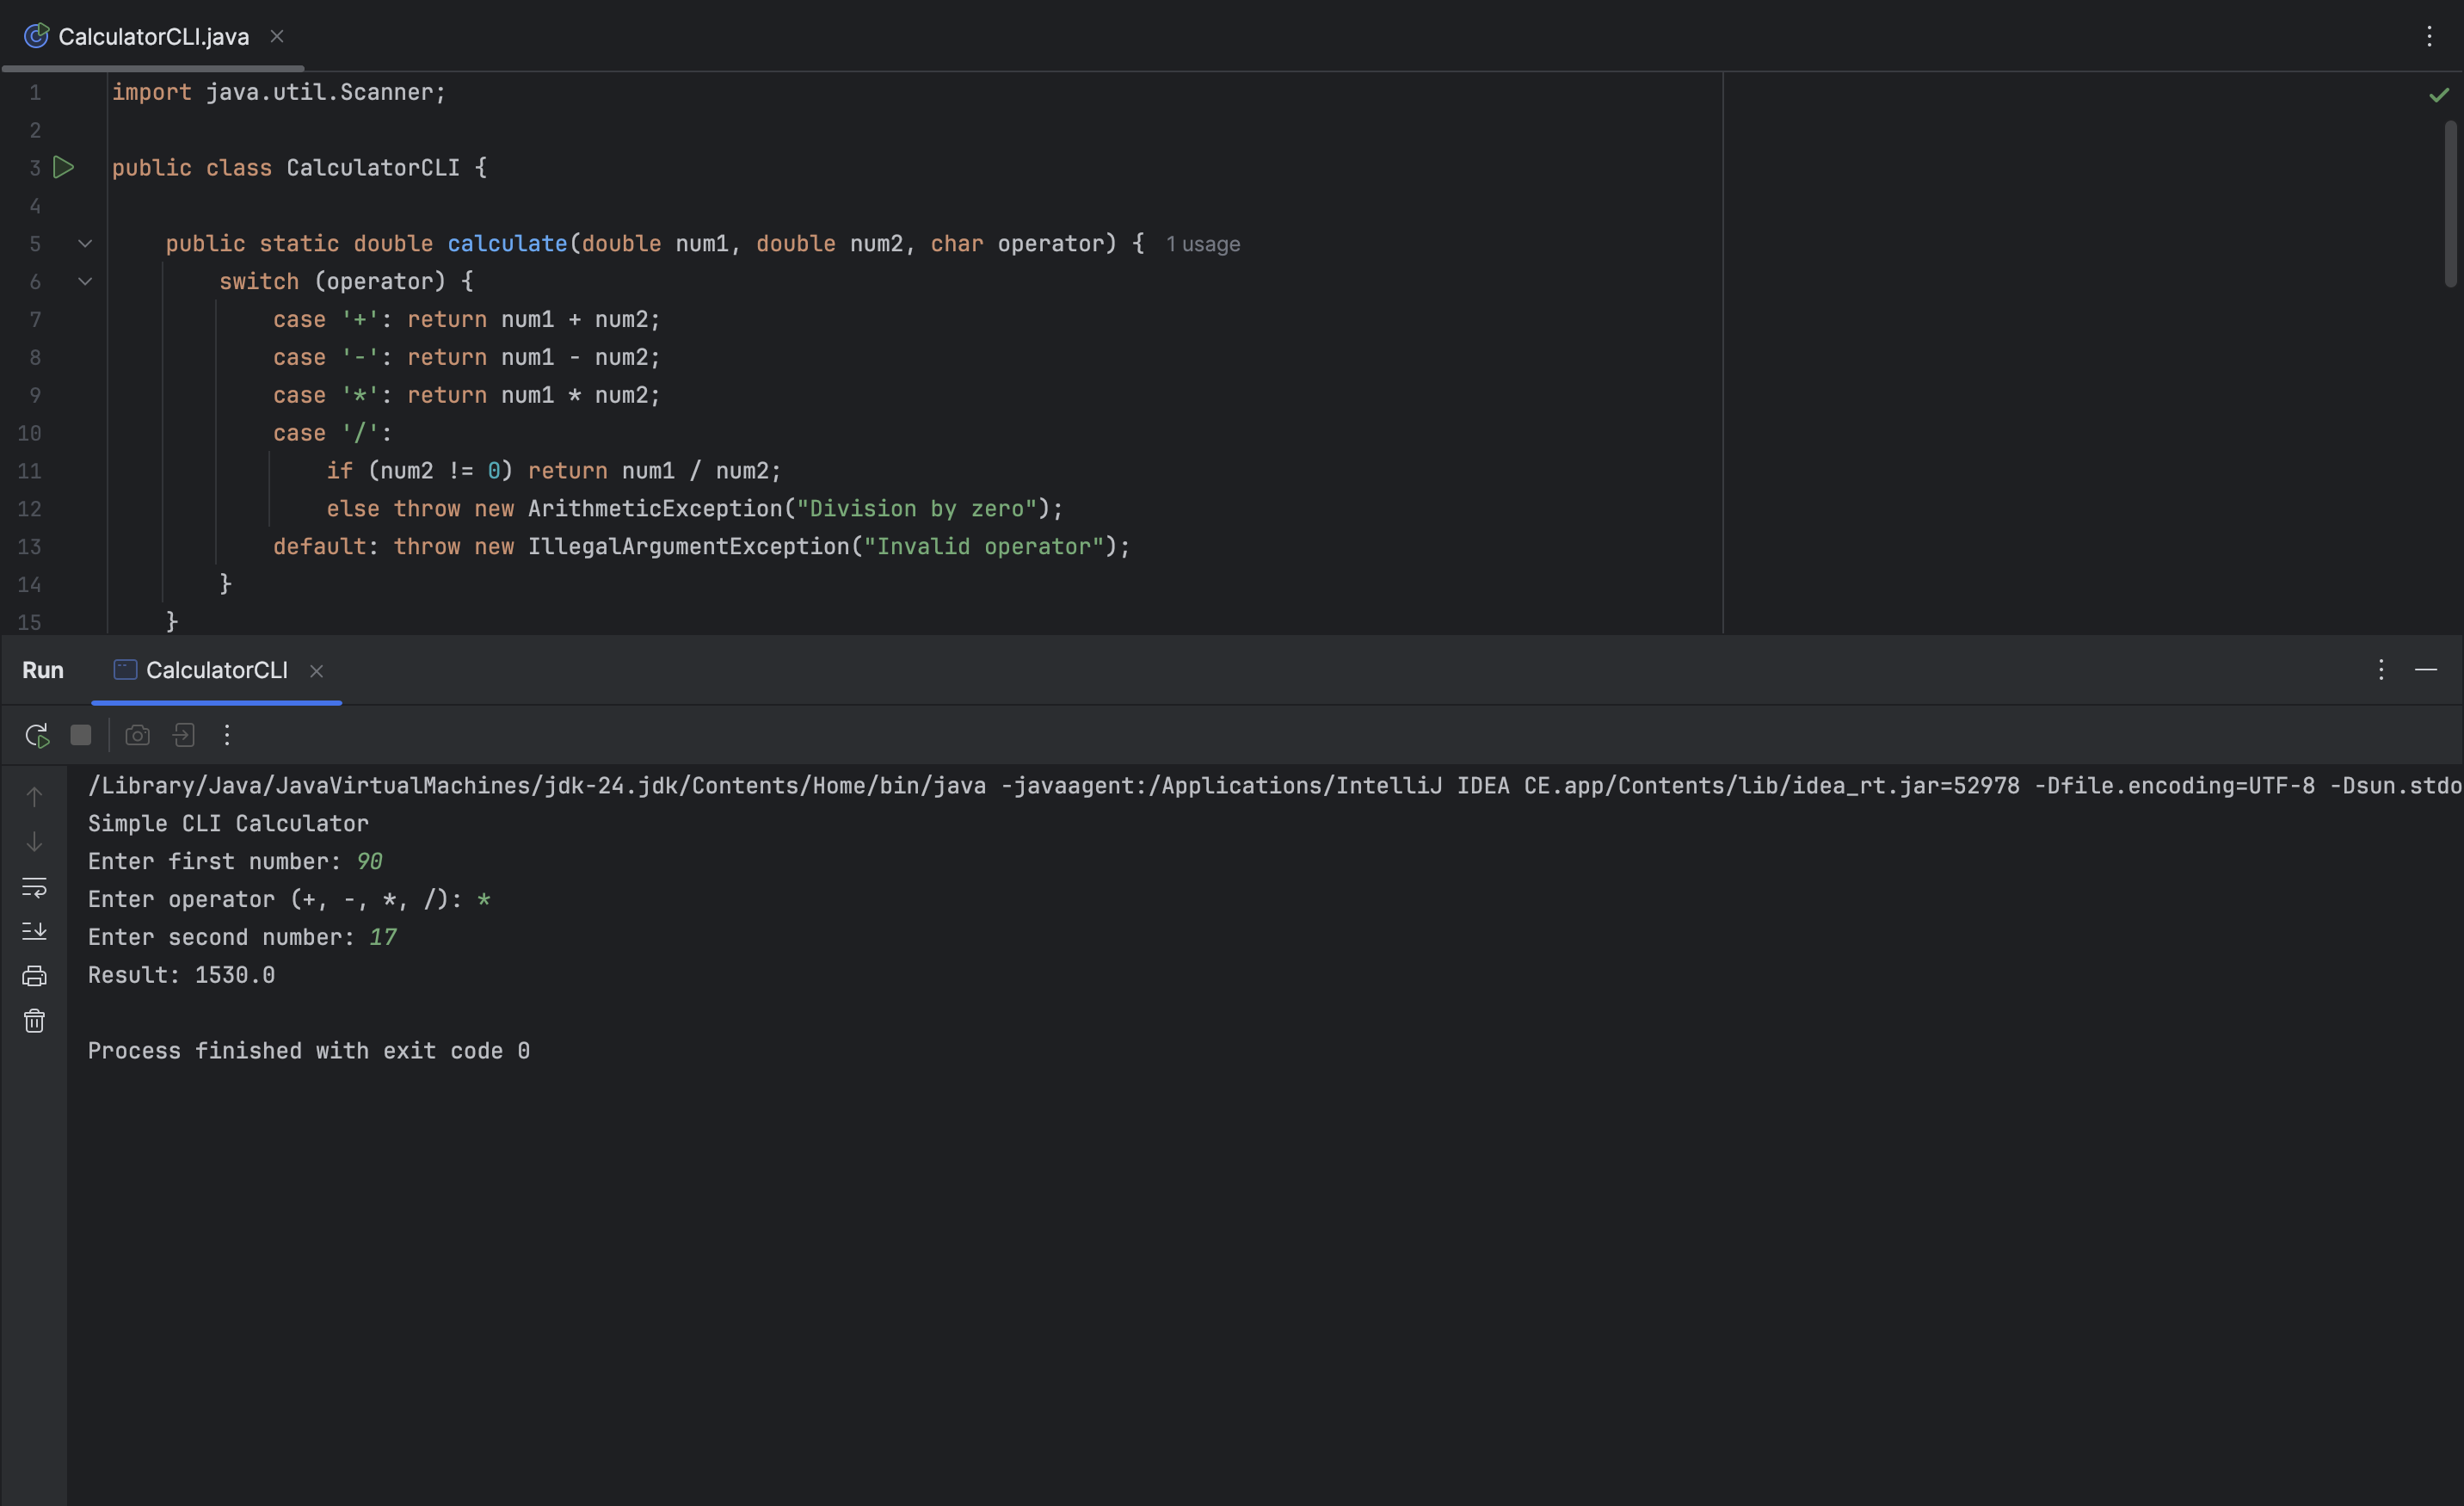 CalculatorCLI.java
1 import java.util.Scanner;
2
3 public class CalculatorCLI {
4
5     public static double calculate(double num1, double num2, char operator) { 1 usage
6         switch (operator) {
7             case '+': return num1 + num2;
8             case '-': return num1 - num2;
9             case '*': return num1 * num2;
10             case '/':
11                 if (num2 != 0) return num1 / num2;
12                 else throw new ArithmeticException("Division by zero");
13             default: throw new IllegalArgumentException("Invalid operator");
14         }
15     }
Run CalculatorCLI
/Library/Java/JavaVirtualMachines/jdk-24.jdk/Contents/Home/bin/java -javaagent:/Applications/IntelliJ IDEA CE.app/Contents/lib/idea_rt.jar=52978 -Dfile.encoding=UTF-8 -Dsun.stdo
Simple CLI Calculator
Enter first number: 90
Enter operator (+, -, *, /): *
Enter second number: 17
Result: 1530.0
Process finished with exit code 0